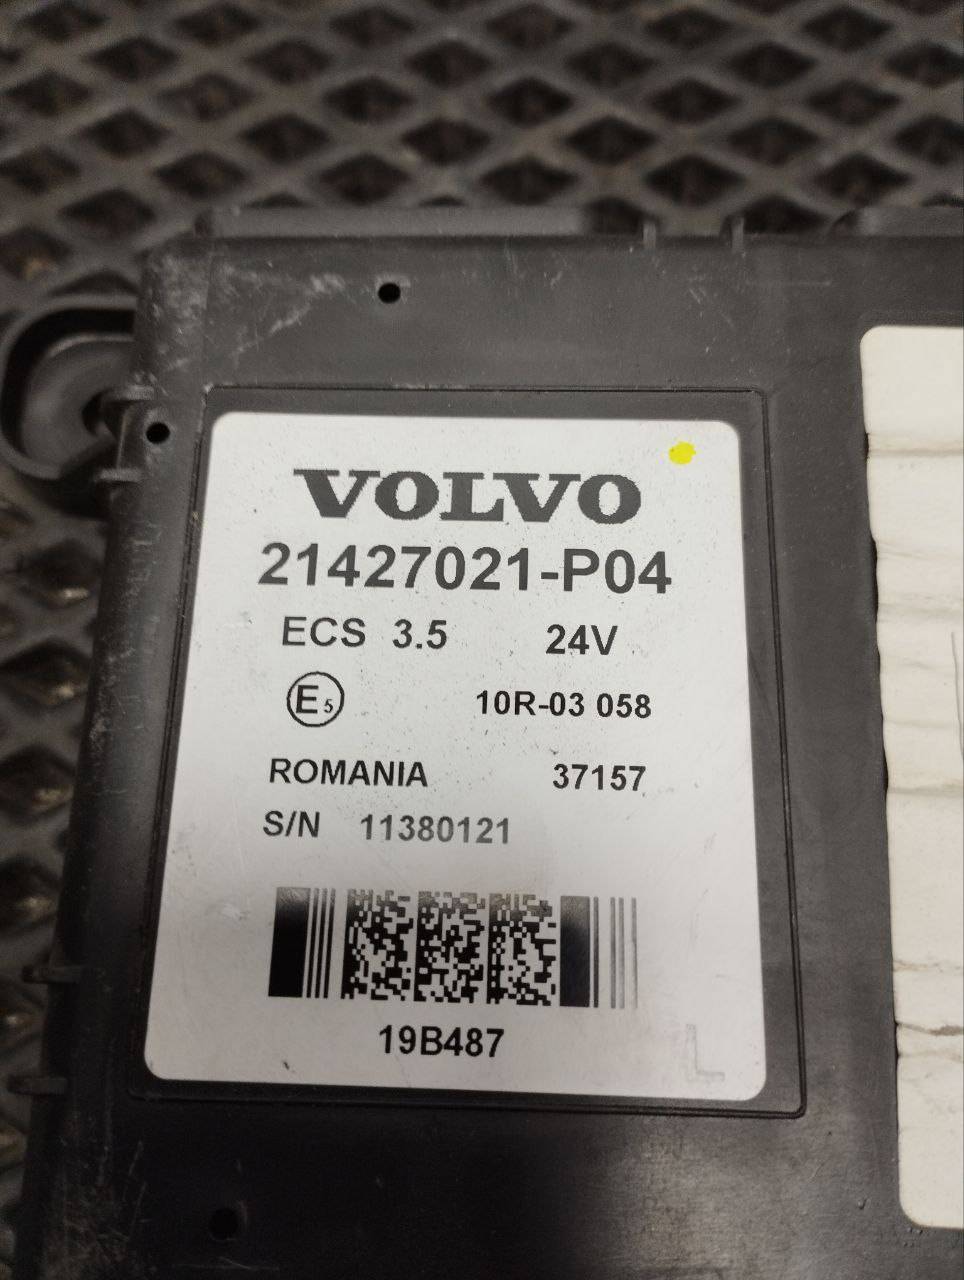 VOLVO
21427021-P04
ECS 3.5 24V
E5 10R-03 058
ROMANIA 37157
S/N 11380121
19B487
L